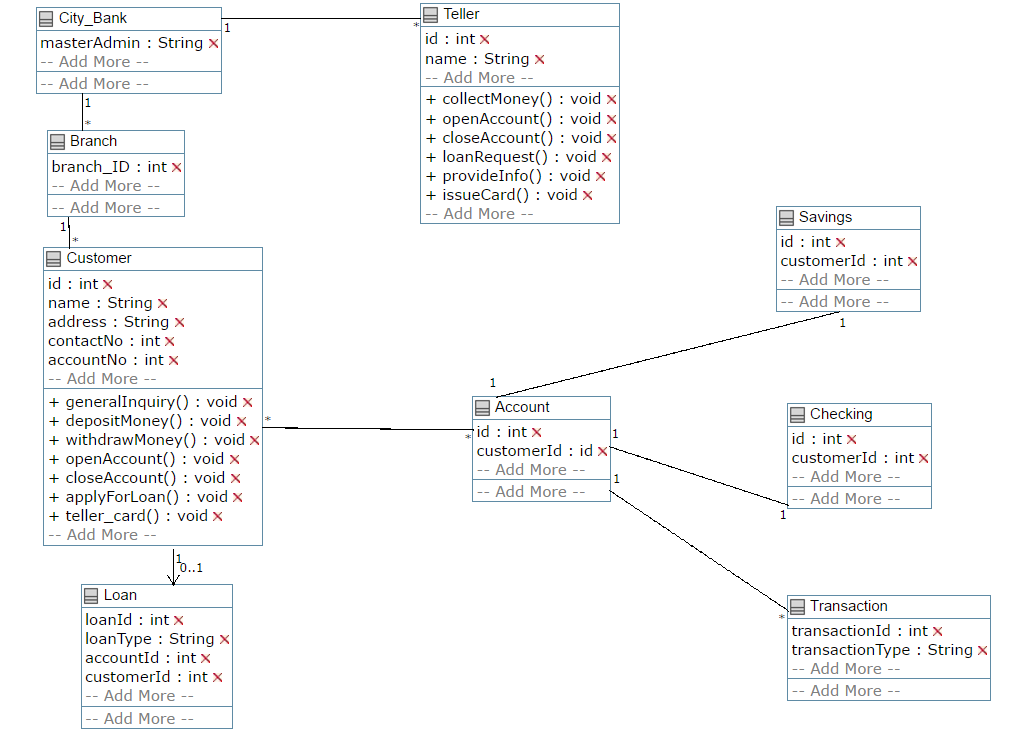 City_Bank
masterAdmin : String
-- Add More --
-- Add More --
1
*
Teller
id : int
name : String
-- Add More --
+ collectMoney() : void
+ openAccount() : void
+ closeAccount() : void
+ loanRequest() : void
+ provideInfo() : void
+ issueCard() : void
-- Add More --
1
*
Branch
branch_ID : int
-- Add More --
-- Add More --
1
*
Customer
id : int
name : String
address : String
contactNo : int
accountNo : int
-- Add More --
+ generalInquiry() : void
+ depositMoney() : void
+ withdrawMoney() : void
+ openAccount() : void
+ closeAccount() : void
+ applyForLoan() : void
+ teller_card() : void
-- Add More --
*
*
1
0..1
Loan
loanId : int
loanType : String
accountId : int
customerId : int
-- Add More --
-- Add More --
Savings
id : int
customerId : int
-- Add More --
-- Add More --
1
1
Account
id : int
customerId : id
-- Add More --
-- Add More --
1
1
Checking
id : int
customerId : int
-- Add More --
-- Add More --
1
*
Transaction
transactionId : int
transactionType : String
-- Add More --
-- Add More --